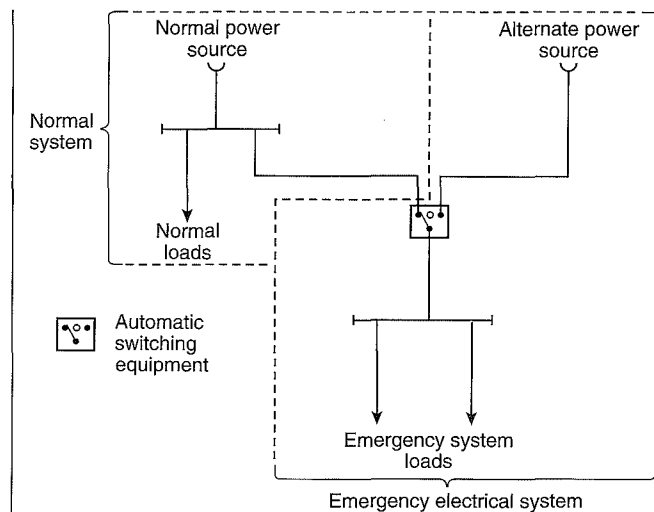 Normal power
source
Alternate power
source
Normal
system
Normal
loads
Automatic
switching
equipment
Emergency system
loads
Emergency electrical system